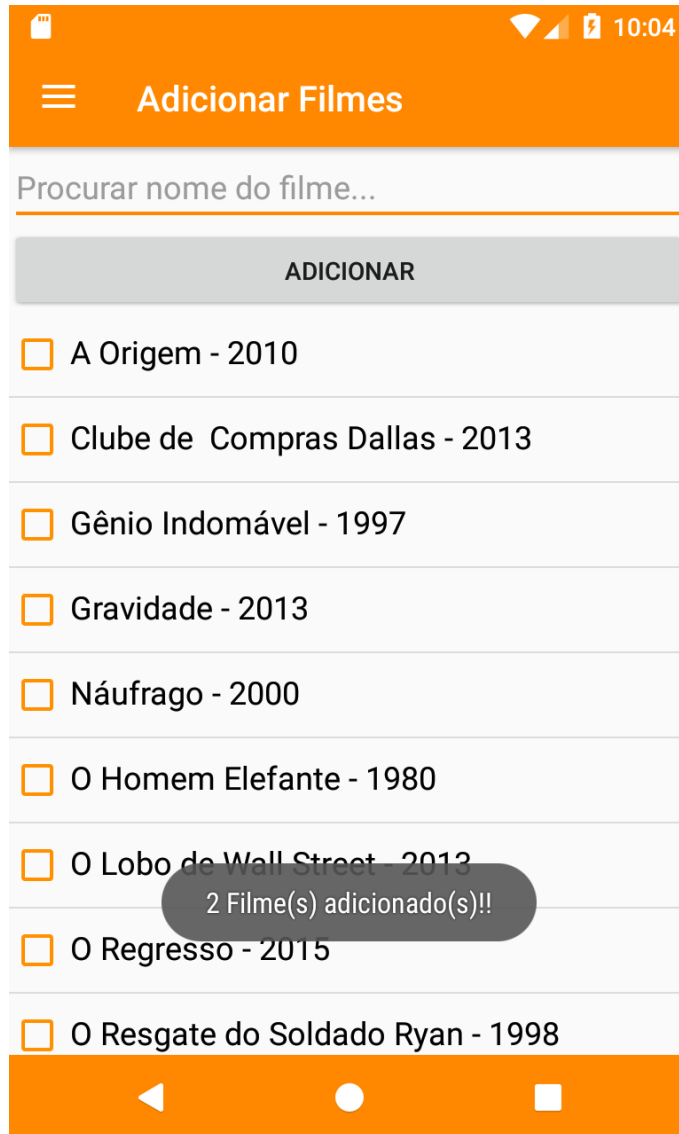 10:04
Adicionar Filmes
Procurar nome do filme...
ADICIONAR
A Origem - 2010
Clube de  Compras Dallas - 2013
Gênio Indomável - 1997
Gravidade - 2013
Náufrago - 2000
O Homem Elefante - 1980
O Lobo de Wall Street - 2013
2 Filme(s) adicionado(s)!!
O Regresso - 2015
O Resgate do Soldado Ryan - 1998